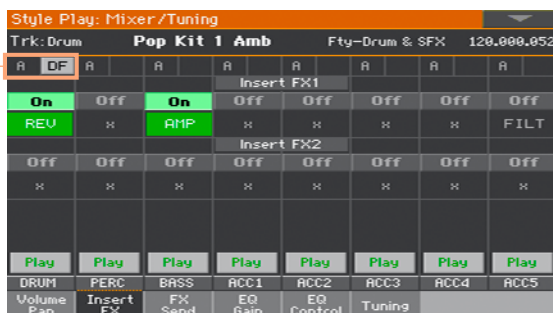 Style Play: Mixer/Tuning
Trk:Drum Pop Kit 1 Amb Fty-Drum & SFX 120.000.052
A DF A A A A A A A
Insert FX1
On Off On Off Off Off Off Off
REV × AMP × × × × FILT
Insert FX2
Off Off Off Off Off Off Off Off
× × × × × × × ×
Play Play Play Play Play Play Play Play
DRUM PERC BASS ACC1 ACC2 ACC3 ACC4 ACC5
Volume Insert FX EQ EQ Tuning
Pan FX Send Gain Control